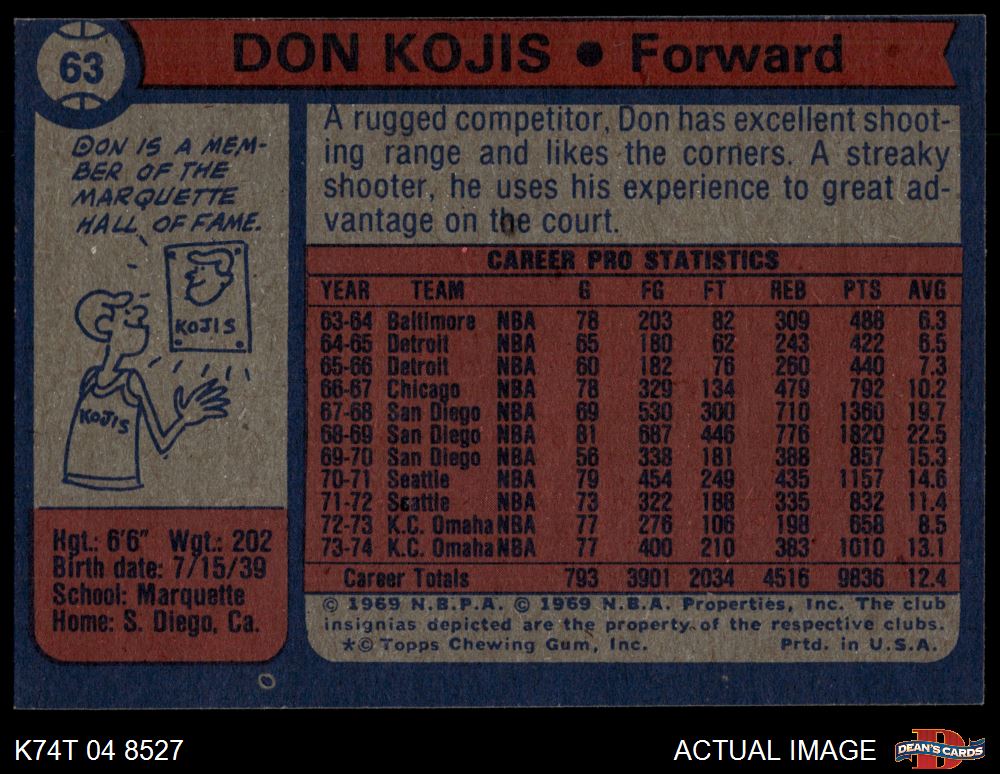 63
DON KOJIS ● Forward
DON IS A MEM-
BER OF THE
MARQUETTE
HALL OF FAME.
KOJIS
KOJIS
Hgt.: 6'6" Wgt.: 202
Birth date: 7/15/39
School: Marquette
Home: S. Diego, Ca.
A rugged competitor, Don has excellent shoot-
ing range and likes the corners. A streaky
shooter, he uses his experience to great ad-
vantage on the court.
CAREER PRO STATISTICS
YEAR TEAM G FG FT REB PTS AVG
63-64 Baltimore NBA 78 203 82 309 488 6.3
64-65 Detroit NBA 65 180 62 243 422 6.5
65-66 Detroit NBA 60 182 76 260 440 7.3
66-67 Chicago NBA 78 329 134 479 792 10.2
67-68 San Diego NBA 69 530 300 710 1360 19.7
68-69 San Diego NBA 81 687 446 776 1820 22.5
69-70 San Diego NBA 56 338 181 388 857 15.3
70-71 Seattle NBA 79 454 249 435 1157 14.6
71-72 Seattle NBA 73 322 188 335 832 11.4
72-73 K.C. Omaha NBA 77 276 106 198 658 8.5
73-74 K.C. Omaha NBA 77 400 210 383 1010 13.1
Career Totals 793 3901 2034 4516 9836 12.4
© 1969 N.B.P.A. © 1969 N.B.A. Properties, Inc. The club
insignias depicted are the property of the respective clubs.
*© Topps Chewing Gum, Inc. Prtd. in U.S.A.
K74T 04 8527
ACTUAL IMAGE
DEAN'S CARDS